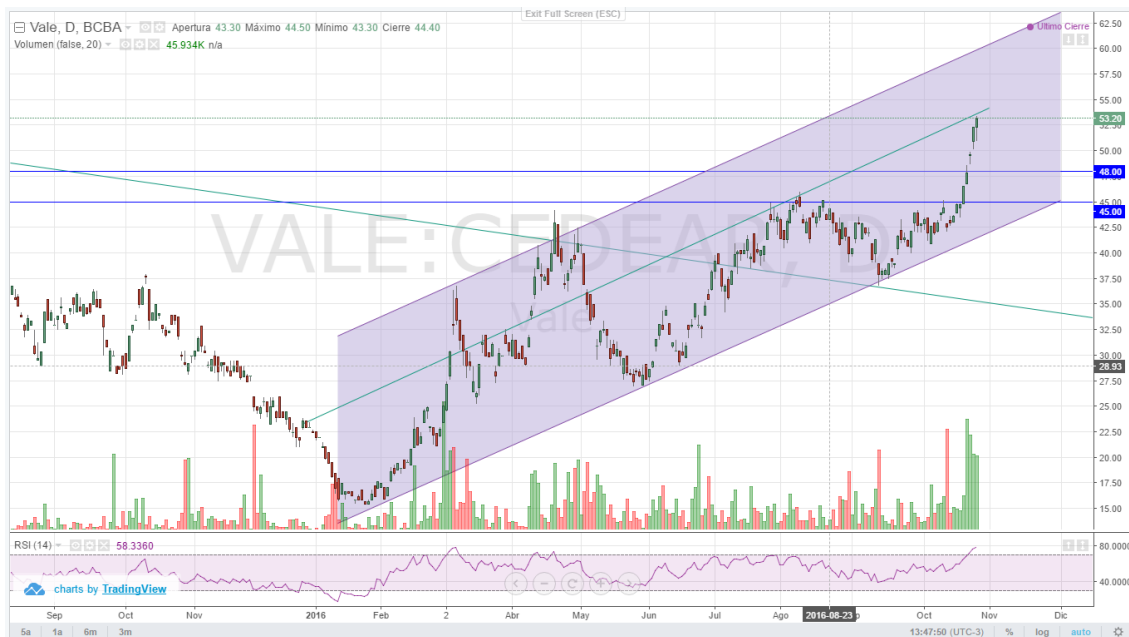 Exit Full Screen (ESC)
Vale, D, BCBA Apertura 43.30 Máximo 44.50 Mínimo 43.30 Cierre 44.40
Volumen (false, 20) 45.934K n/a
Último Cierre
62.50
60.00
57.50
55.00
53.20
52.50
50.00
48.00
45.00
45.00
42.50
40.00
37.50
35.00
32.50
30.00
28.93
27.50
25.00
22.50
20.00
17.50
15.00
VALE:CEDEAR, D
Vale
RSI (14) 58.3360
80.0000
40.0000
charts by TradingView
Sep Oct Nov 2016 Feb 2 Abr May Jun Jul Ago 2016-08-23 Oct Nov Dic
5a 1a 6m 3m 13:47:50 (UTC-3) % log auto